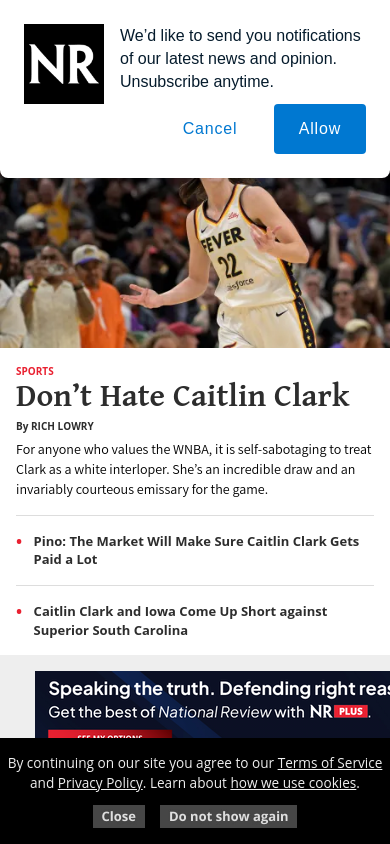 NR
We’d like to send you notifications
of our latest news and opinion.
Unsubscribe anytime.
Cancel
Allow
FEVER
22
SPORTS
Don’t Hate Caitlin Clark
By RICH LOWRY
For anyone who values the WNBA, it is self-sabotaging to treat
Clark as a white interloper. She’s an incredible draw and an
invariably courteous emissary for the game.
• Pino: The Market Will Make Sure Caitlin Clark Gets
Paid a Lot
• Caitlin Clark and Iowa Come Up Short against
Superior South Carolina
Speaking the truth. Defending right
Get the best of National Review with NR PLUS.
SEE MY OPTIONS
By continuing on our site you agree to our Terms of Service
and Privacy Policy. Learn about how we use cookies.
Close
Do not show again